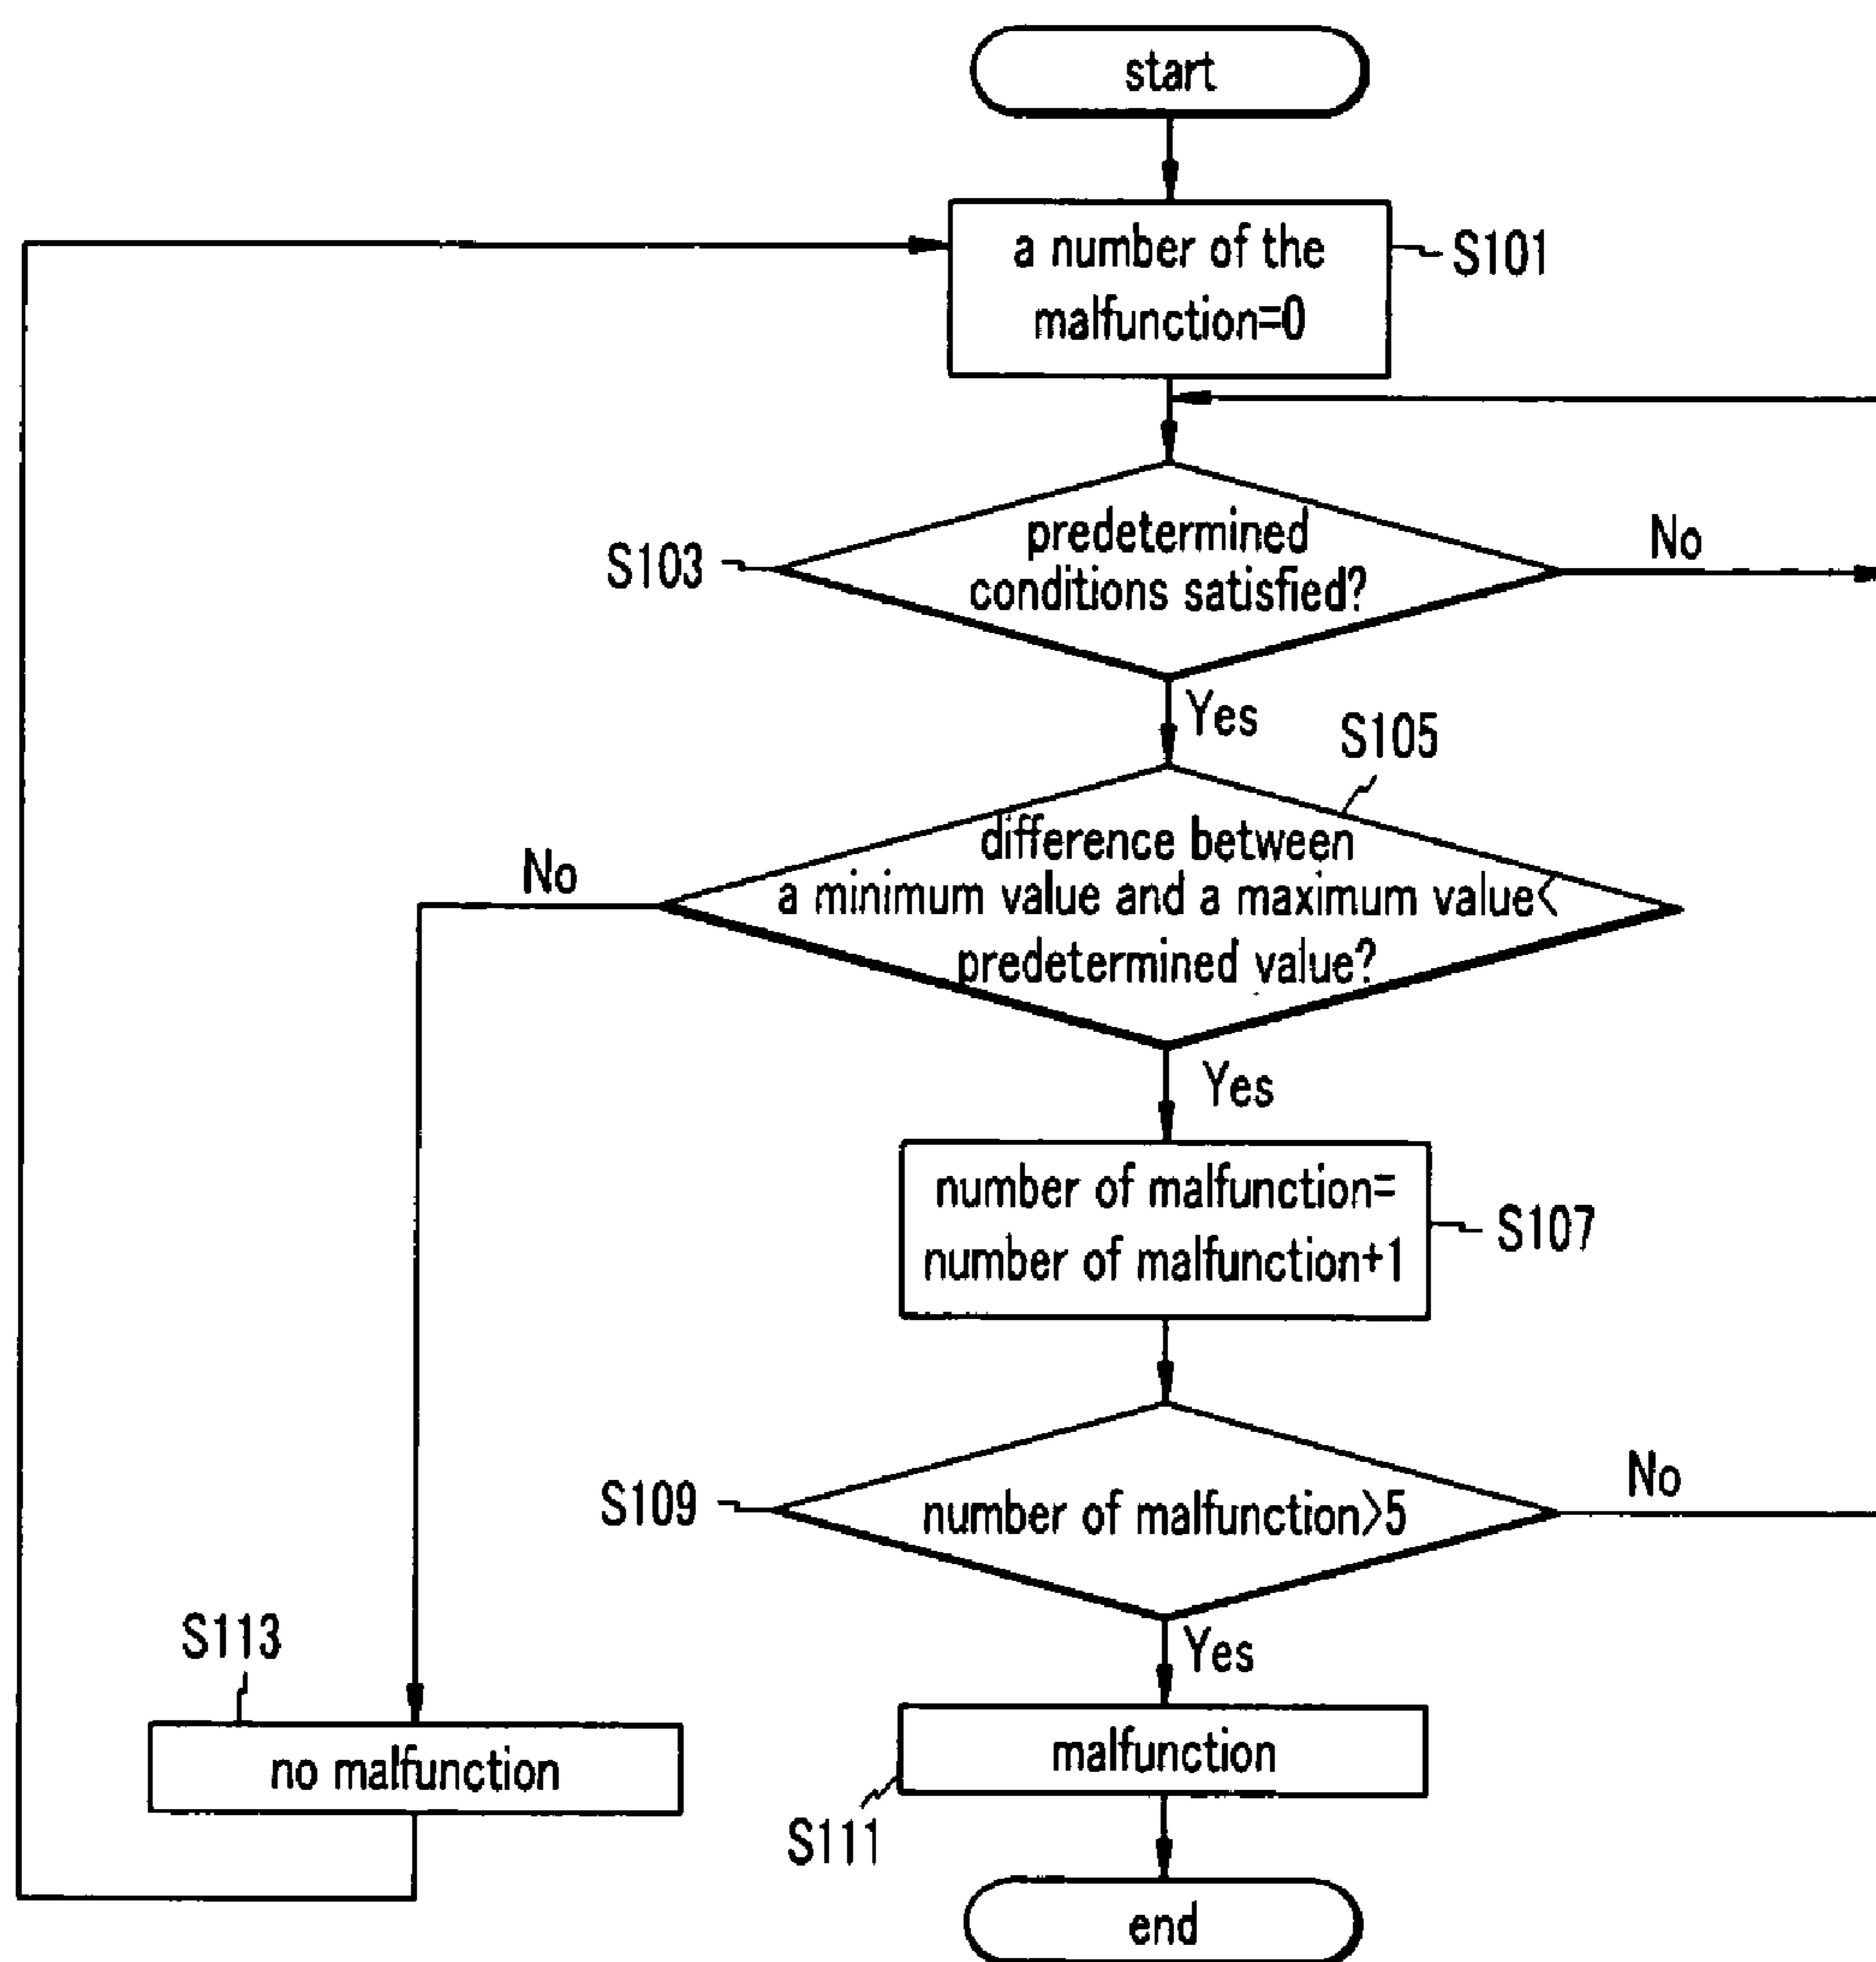 start
a number of the
malfunction=0
S101
predetermined
conditions satisfied?
S103
No
Yes
S105
difference between
a minimum value and a maximum value<
predetermined value?
No
Yes
number of malfunction=
number of malfunction+1
S107
S109
number of malfunction>5
No
Yes
S113
no malfunction
malfunction
S111
end